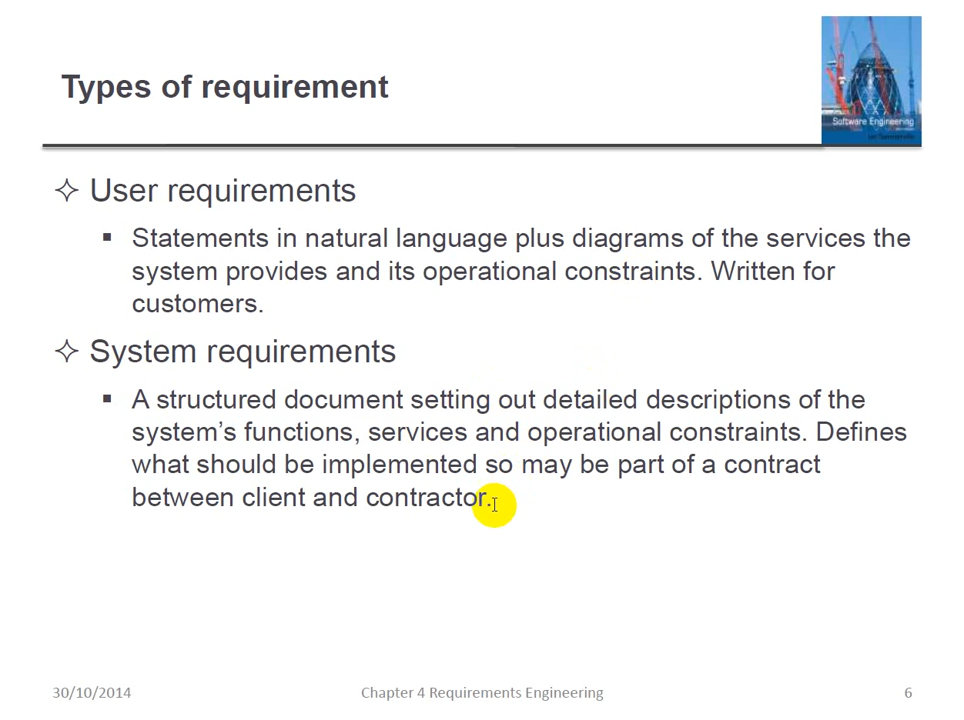 Types of requirement
Software Engineering
User requirements
Statements in natural language plus diagrams of the services the
system provides and its operational constraints. Written for
customers.
System requirements
A structured document setting out detailed descriptions of the
system’s functions, services and operational constraints. Defines
what should be implemented so may be part of a contract
between client and contractor.
30/10/2014
Chapter 4 Requirements Engineering
6